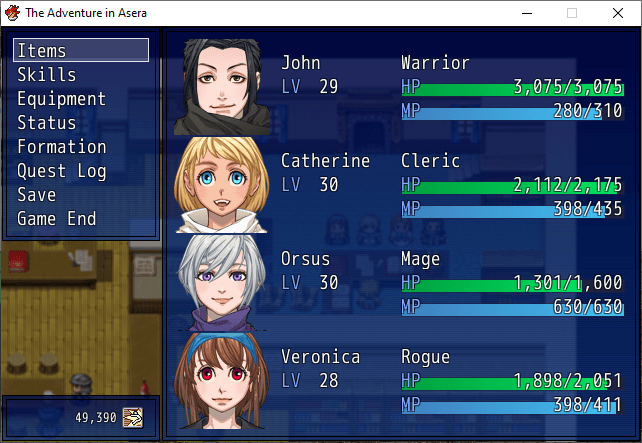 The Adventure in Asera
Items
Skills
Equipment
Status
Formation
Quest Log
Save
Game End
John Warrior
LV 29 HP 3,075/3,075
MP 280/310
Catherine Cleric
LV 30 HP 2,112/2,175
MP 398/435
Orsus Mage
LV 30 HP 1,301/1,600
MP 630/630
Veronica Rogue
LV 28 HP 1,898/2,051
MP 398/411
49,390